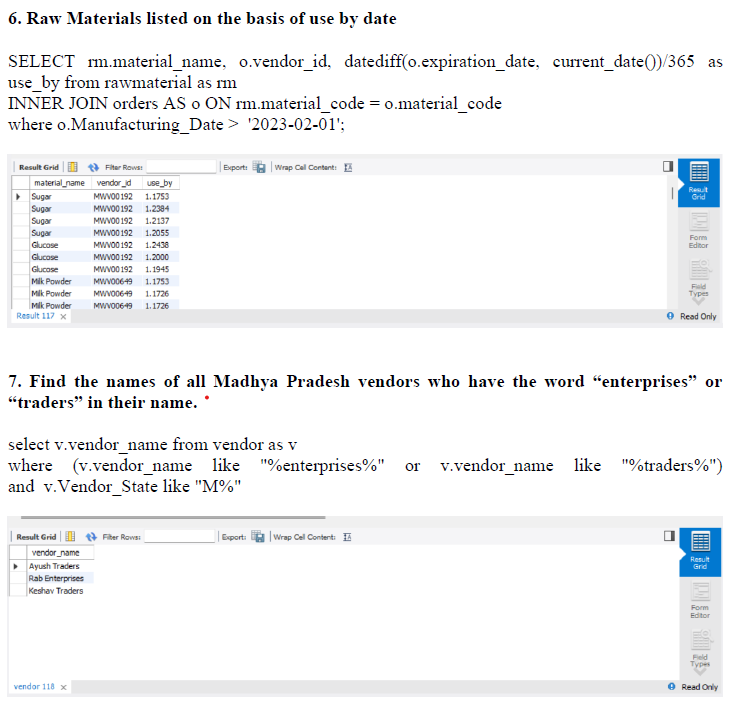 6. Raw Materials listed on the basis of use by date
SELECT rm.material_name, o.vendor_id, datediff(o.expiration_date, current_date())/365 as
use_by from rawmaterial as rm
INNER JOIN orders AS o ON rm.material_code = o.material_code
where o.Manufacturing_Date > '2023-02-01';
Result Grid Filter Rows: Export: Wrap Cell Content: IA
material_name vendor_id use_by
Sugar MWV00192 1.1753
Sugar MWV00192 1.2384
Sugar MWV00192 1.2137
Sugar MWV00192 1.2055
Glucose MWV00192 1.2438
Glucose MWV00192 1.2000
Glucose MWV00192 1.1945
Milk Powder MWV00649 1.1753
Milk Powder MWV00649 1.1726
Milk Powder MWV00649 1.1726
Result
Grid
Form
Editor
Field
Types
Result 117 x
Read Only
7. Find the names of all Madhya Pradesh vendors who have the word “enterprises” or
“traders” in their name.
select v.vendor_name from vendor as v
where (v.vendor_name like "%enterprises%" or v.vendor_name like "%traders%")
and v.Vendor_State like "M%"
Result Grid Filter Rows: Export: Wrap Cell Content: IA
vendor_name
Ayush Traders
Rab Enterprises
Keshav Traders
Result
Grid
Form
Editor
Field
Types
vendor 118 x
Read Only